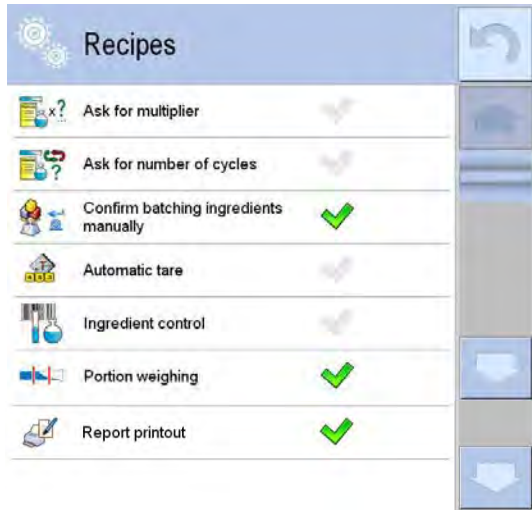 Recipes
Ask for multiplier
Ask for number of cycles
Confirm batching ingredients
manually
Automatic tare
Ingredient control
Portion weighing
Report printout